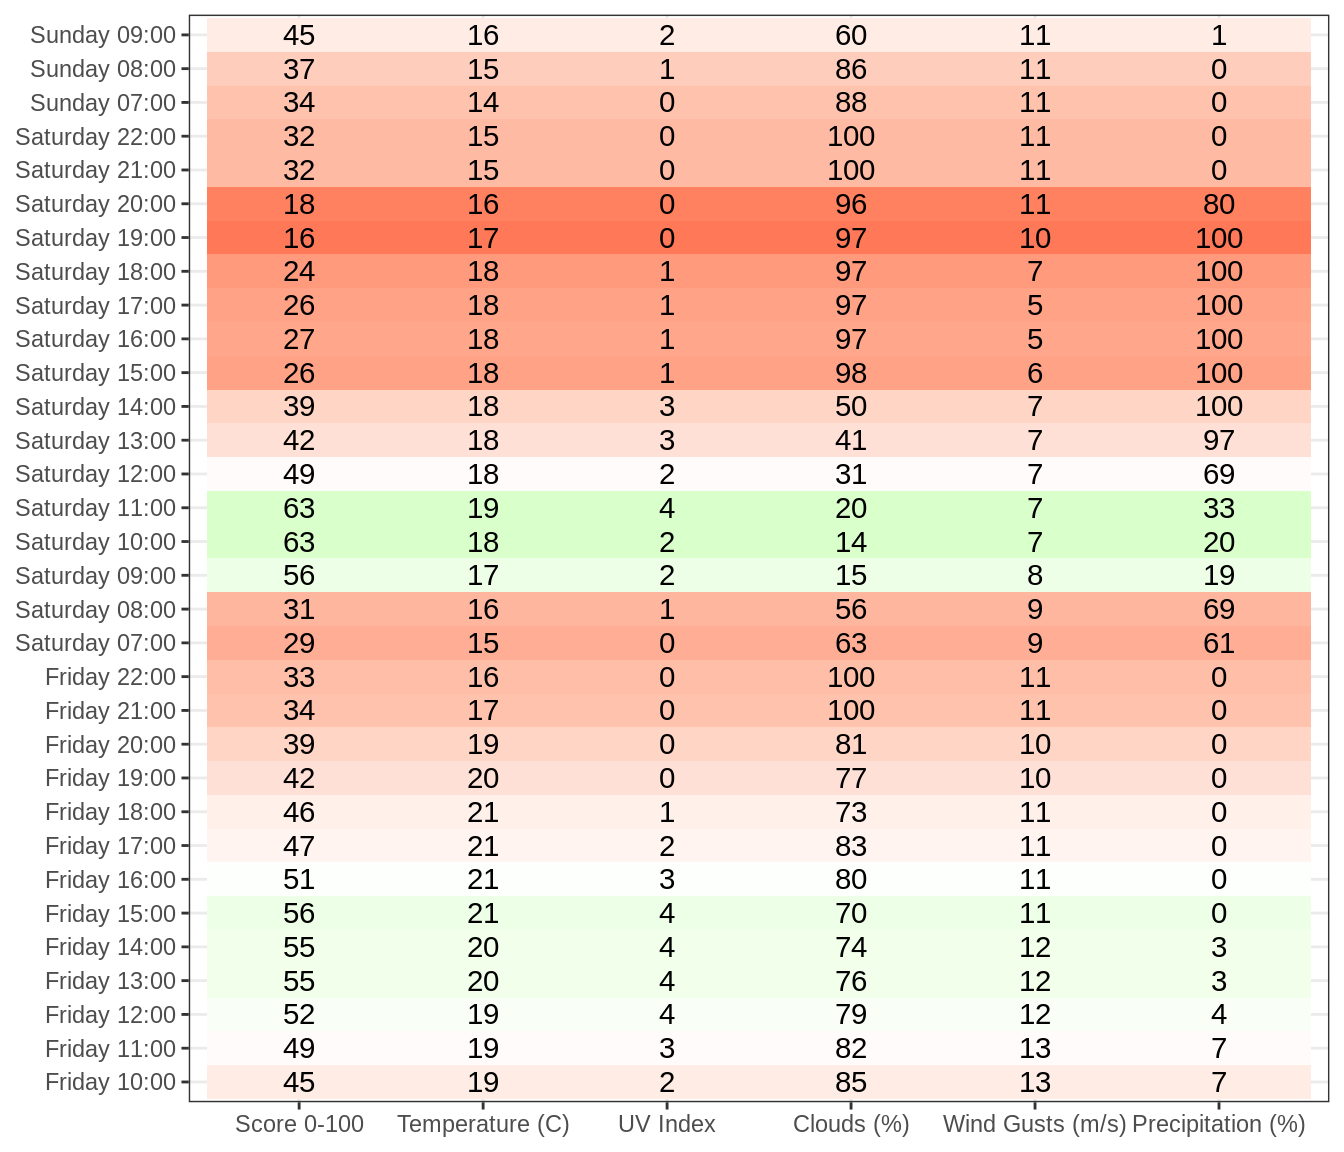 Sunday 09:00 45 16 2 60 11 1
Sunday 08:00 37 15 1 86 11 0
Sunday 07:00 34 14 0 88 11 0
Saturday 22:00 32 15 0 100 11 0
Saturday 21:00 32 15 0 100 11 0
Saturday 20:00 18 16 0 96 11 80
Saturday 19:00 16 17 0 97 10 100
Saturday 18:00 24 18 1 97 7 100
Saturday 17:00 26 18 1 97 5 100
Saturday 16:00 27 18 1 97 5 100
Saturday 15:00 26 18 1 98 6 100
Saturday 14:00 39 18 3 50 7 100
Saturday 13:00 42 18 3 41 7 97
Saturday 12:00 49 18 2 31 7 69
Saturday 11:00 63 19 4 20 7 33
Saturday 10:00 63 18 2 14 7 20
Saturday 09:00 56 17 2 15 8 19
Saturday 08:00 31 16 1 56 9 69
Saturday 07:00 29 15 0 63 9 61
Friday 22:00 33 16 0 100 11 0
Friday 21:00 34 17 0 100 11 0
Friday 20:00 39 19 0 81 10 0
Friday 19:00 42 20 0 77 10 0
Friday 18:00 46 21 1 73 11 0
Friday 17:00 47 21 2 83 11 0
Friday 16:00 51 21 3 80 11 0
Friday 15:00 56 21 4 70 11 0
Friday 14:00 55 20 4 74 12 3
Friday 13:00 55 20 4 76 12 3
Friday 12:00 52 19 4 79 12 4
Friday 11:00 49 19 3 82 13 7
Friday 10:00 45 19 2 85 13 7
Score 0-100 Temperature (C) UV Index Clouds (%) Wind Gusts (m/s) Precipitation (%)